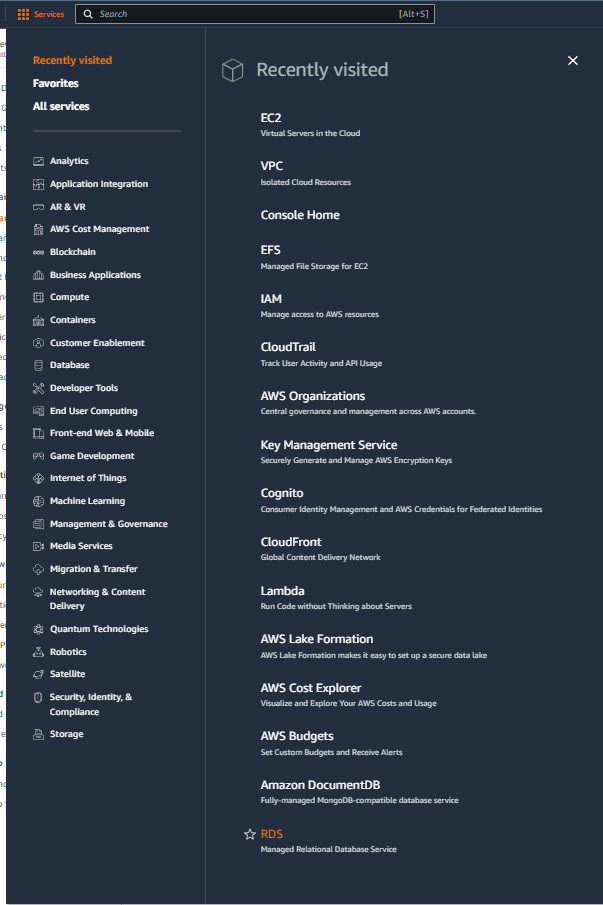 Services
Search
[Alt+S]
Recently visited
Favorites
All services
Analytics
Application Integration
AR & VR
AWS Cost Management
Blockchain
Business Applications
Compute
Containers
Customer Enablement
Database
Developer Tools
End User Computing
Front-end Web & Mobile
Game Development
Internet of Things
Machine Learning
Management & Governance
Media Services
Migration & Transfer
Networking & Content
Delivery
Quantum Technologies
Robotics
Satellite
Security, Identity, &
Compliance
Storage
Recently visited
EC2
Virtual Servers in the Cloud
VPC
Isolated Cloud Resources
Console Home
EFS
Managed File Storage for EC2
IAM
Manage access to AWS resources
CloudTrail
Track User Activity and API Usage
AWS Organizations
Central governance and management across AWS accounts.
Key Management Service
Securely Generate and Manage AWS Encryption Keys
Cognito
Consumer Identity Management and AWS Credentials for Federated Identities
CloudFront
Global Content Delivery Network
Lambda
Run Code without Thinking about Servers
AWS Lake Formation
AWS Lake Formation makes it easy to set up a secure data lake
AWS Cost Explorer
Visualize and Explore Your AWS Costs and Usage
AWS Budgets
Set Custom Budgets and Receive Alerts
Amazon DocumentDB
Fully-managed MongoDB-compatible database service
RDS
Managed Relational Database Service